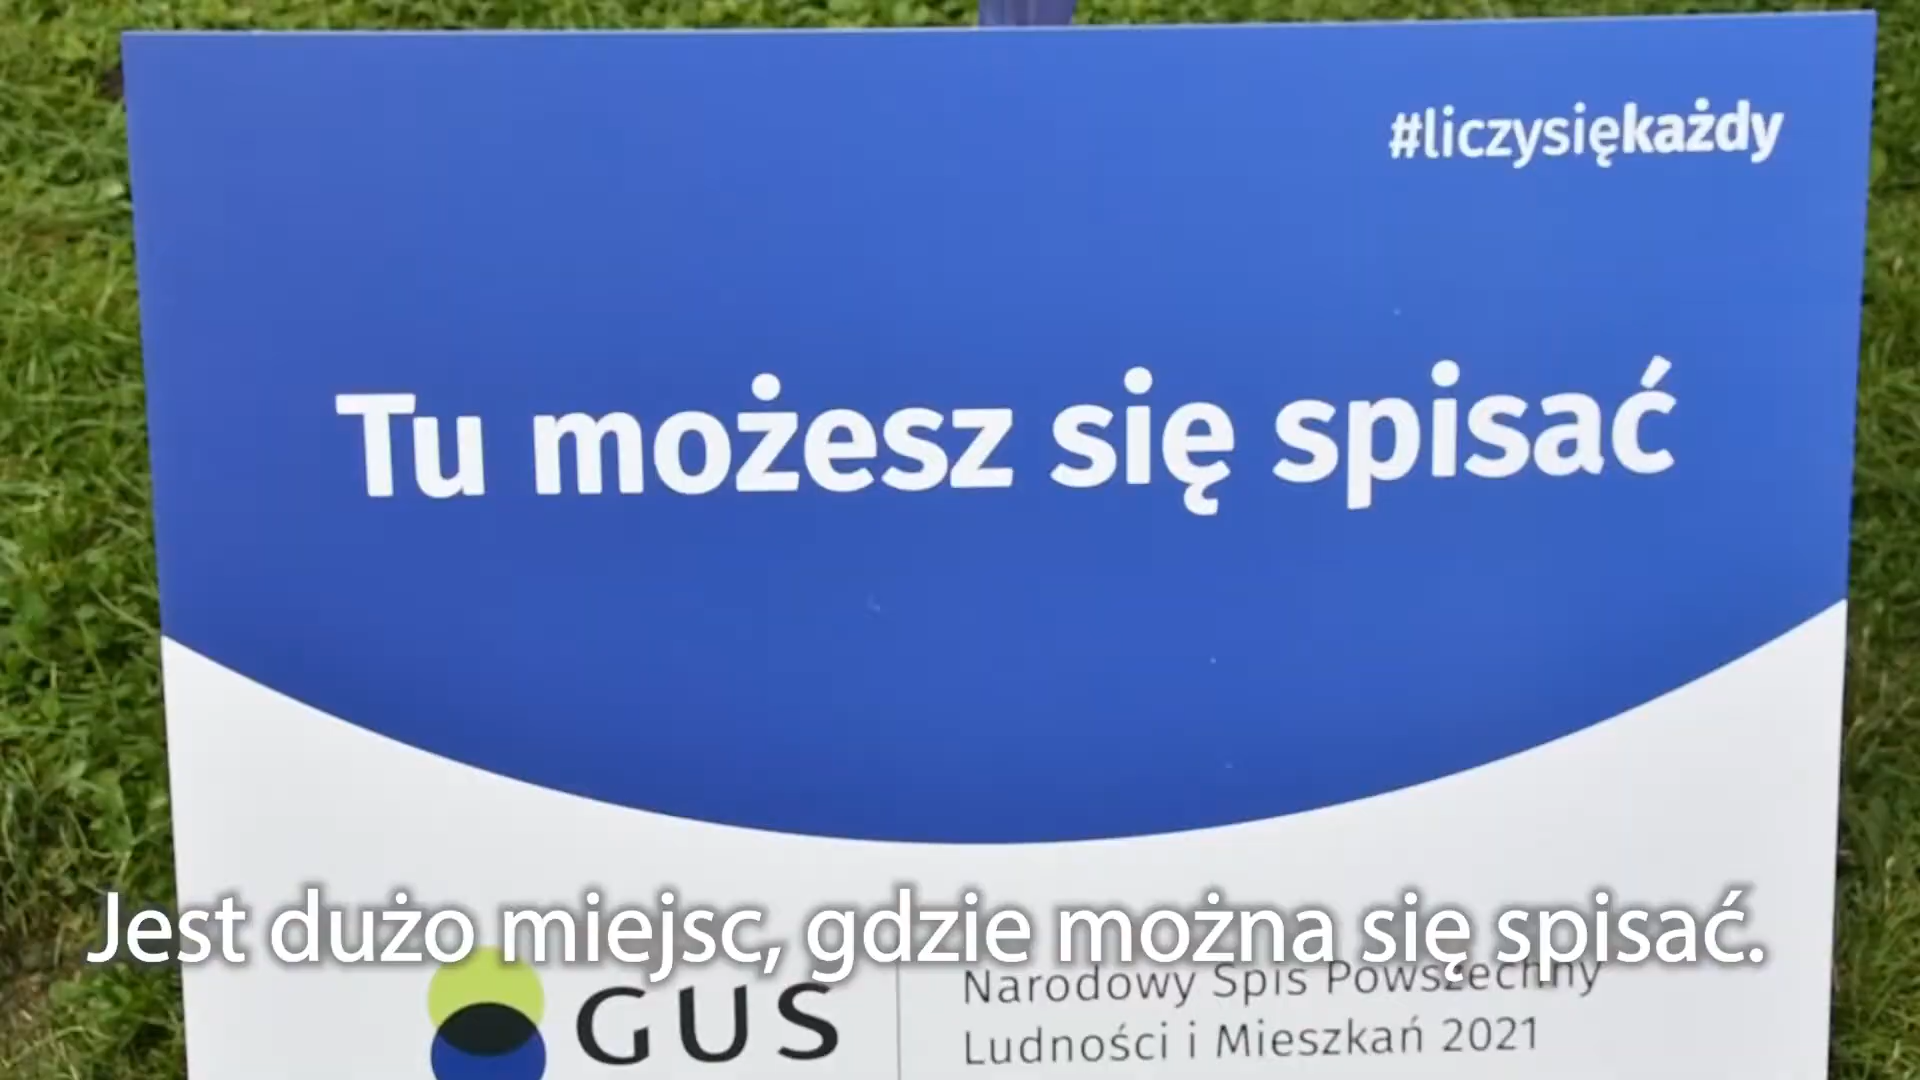 #liczysiękażdy
Tu możesz się spisać
Jest dużo miejsc, gdzie można się spisać.
GUS
Narodowy Spis Powszechny
Ludności i Mieszkań 2021